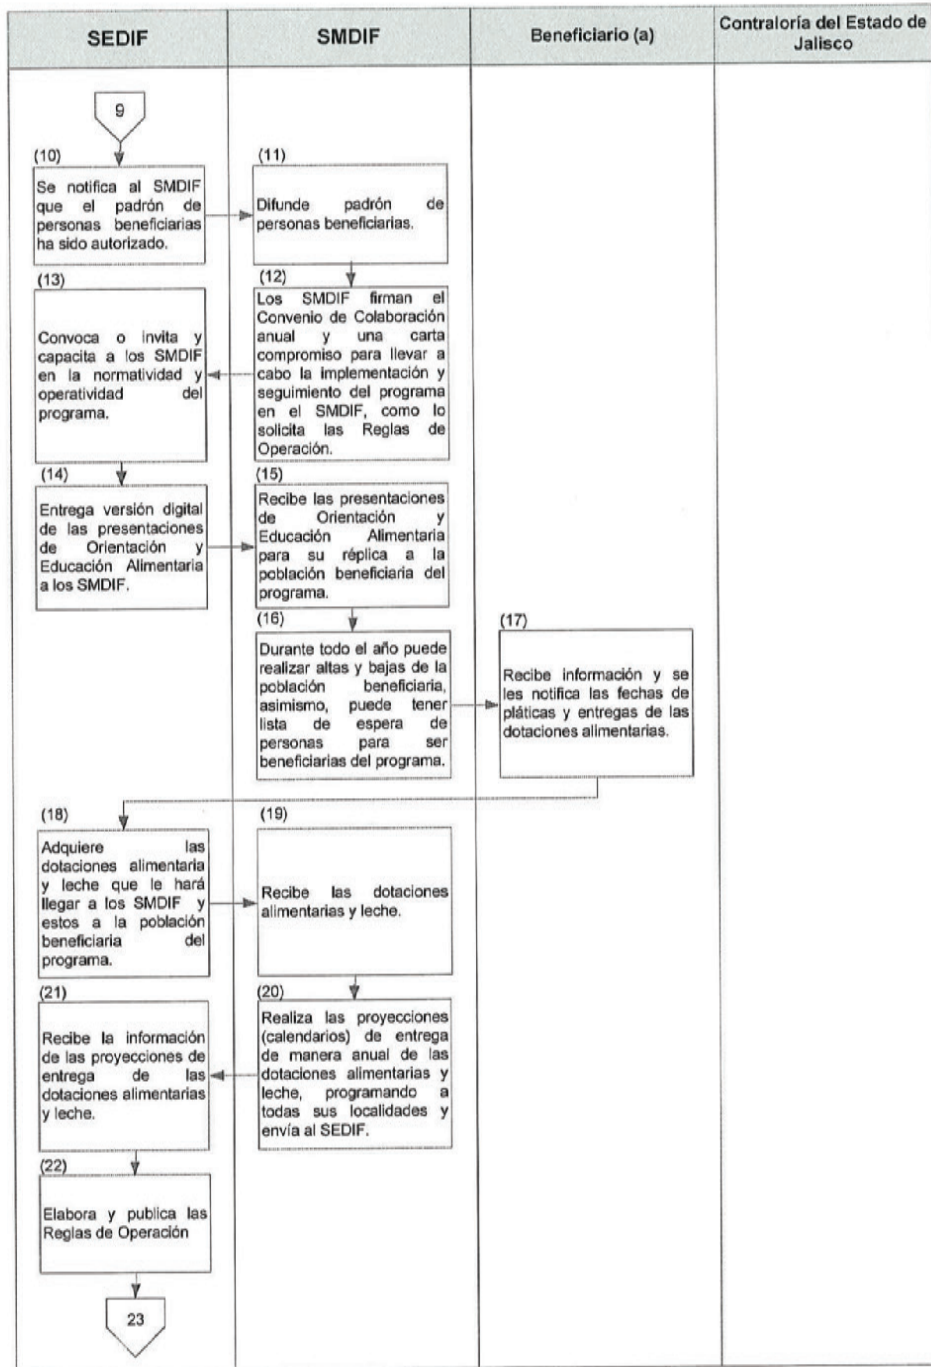 SEDIF
SMDIF
Beneficiario (a)
Contraloría del Estado de
Jalisco
9
(10)
Se notifica al SMDIF
que el padrón de
personas beneficiarias
ha sido autorizado.
(11)
Difunde padrón de
personas beneficiarias.
(12)
Los SMDIF firman el
Convenio de Colaboración
anual y una carta
compromiso para llevar a
cabo la implementación y
seguimiento del programa
en el SMDIF, como lo
solicita las Reglas de
Operación.
(13)
Convoca o invita y
capacita a los SMDIF
en la normatividad y
operatividad del
programa.
(14)
Entrega versión digital
de las presentaciones
de Orientación y
Educación Alimentaria
a los SMDIF.
(15)
Recibe las presentaciones
de Orientación y
Educación Alimentaria
para su réplica a la
población beneficiaria del
programa.
(16)
Durante todo el año puede
realizar altas y bajas de la
población beneficiaria,
asimismo, puede tener
lista de espera de
personas para ser
beneficiarias del programa.
(17)
Recibe información y se
les notifica las fechas de
pláticas y entregas de las
dotaciones alimentarias.
(18)
Adquiere las
dotaciones alimentaria
y leche que le hará
llegar a los SMDIF y
estos a la población
beneficiaria del
programa.
(19)
Recibe las dotaciones
alimentarias y leche.
(20)
Realiza las proyecciones
(calendarios) de entrega
de manera anual de las
dotaciones alimentarias y
leche, programando a
todas sus localidades y
envía al SEDIF.
(21)
Recibe la información
de las proyecciones de
entrega de las
dotaciones alimentarias
y leche.
(22)
Elabora y publica las
Reglas de Operación
23